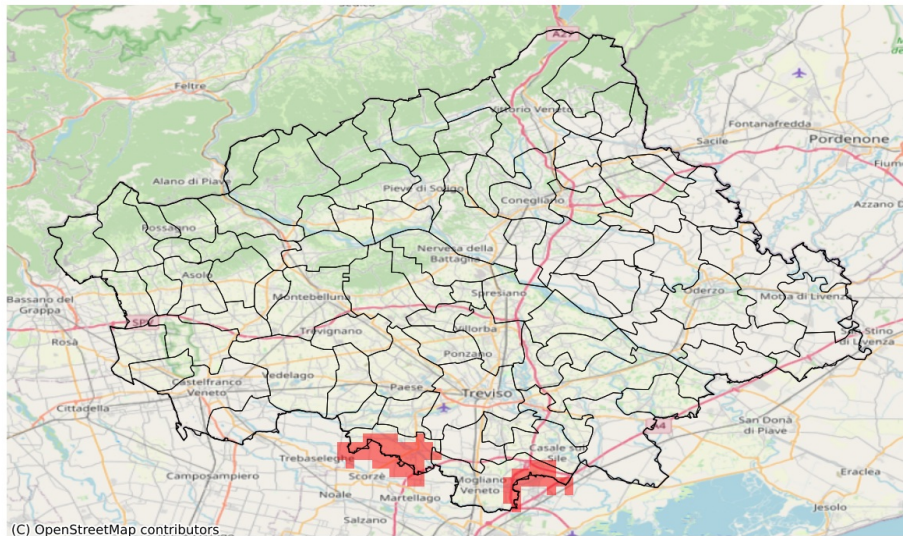 A27
Feltre
Vittorio Veneto
Fontanafredda
Pordenone
Sacile
Alano di Piave
Pieve di Soligo
Conegliano
Azzano D
Nervesa della
Battaglia
Asolo
Bassano del
Grappa
Montebelluna
Spresiano
Oderzo
Motta di Livenza
Rosà
Trevignano
Villorba
di Livenza
Ponzano
Vedelago
Castelfranco
Veneto
Paese
Treviso
Cittadella
A4
San Donà
di Piave
Trebaseleghe
Casale sul
Sile
Camposampiero
Scorzè
Mogliano
Veneto
Eraclea
Noale
Martellago
Jesolo
Salzano
(C) OpenStreetMap contributors